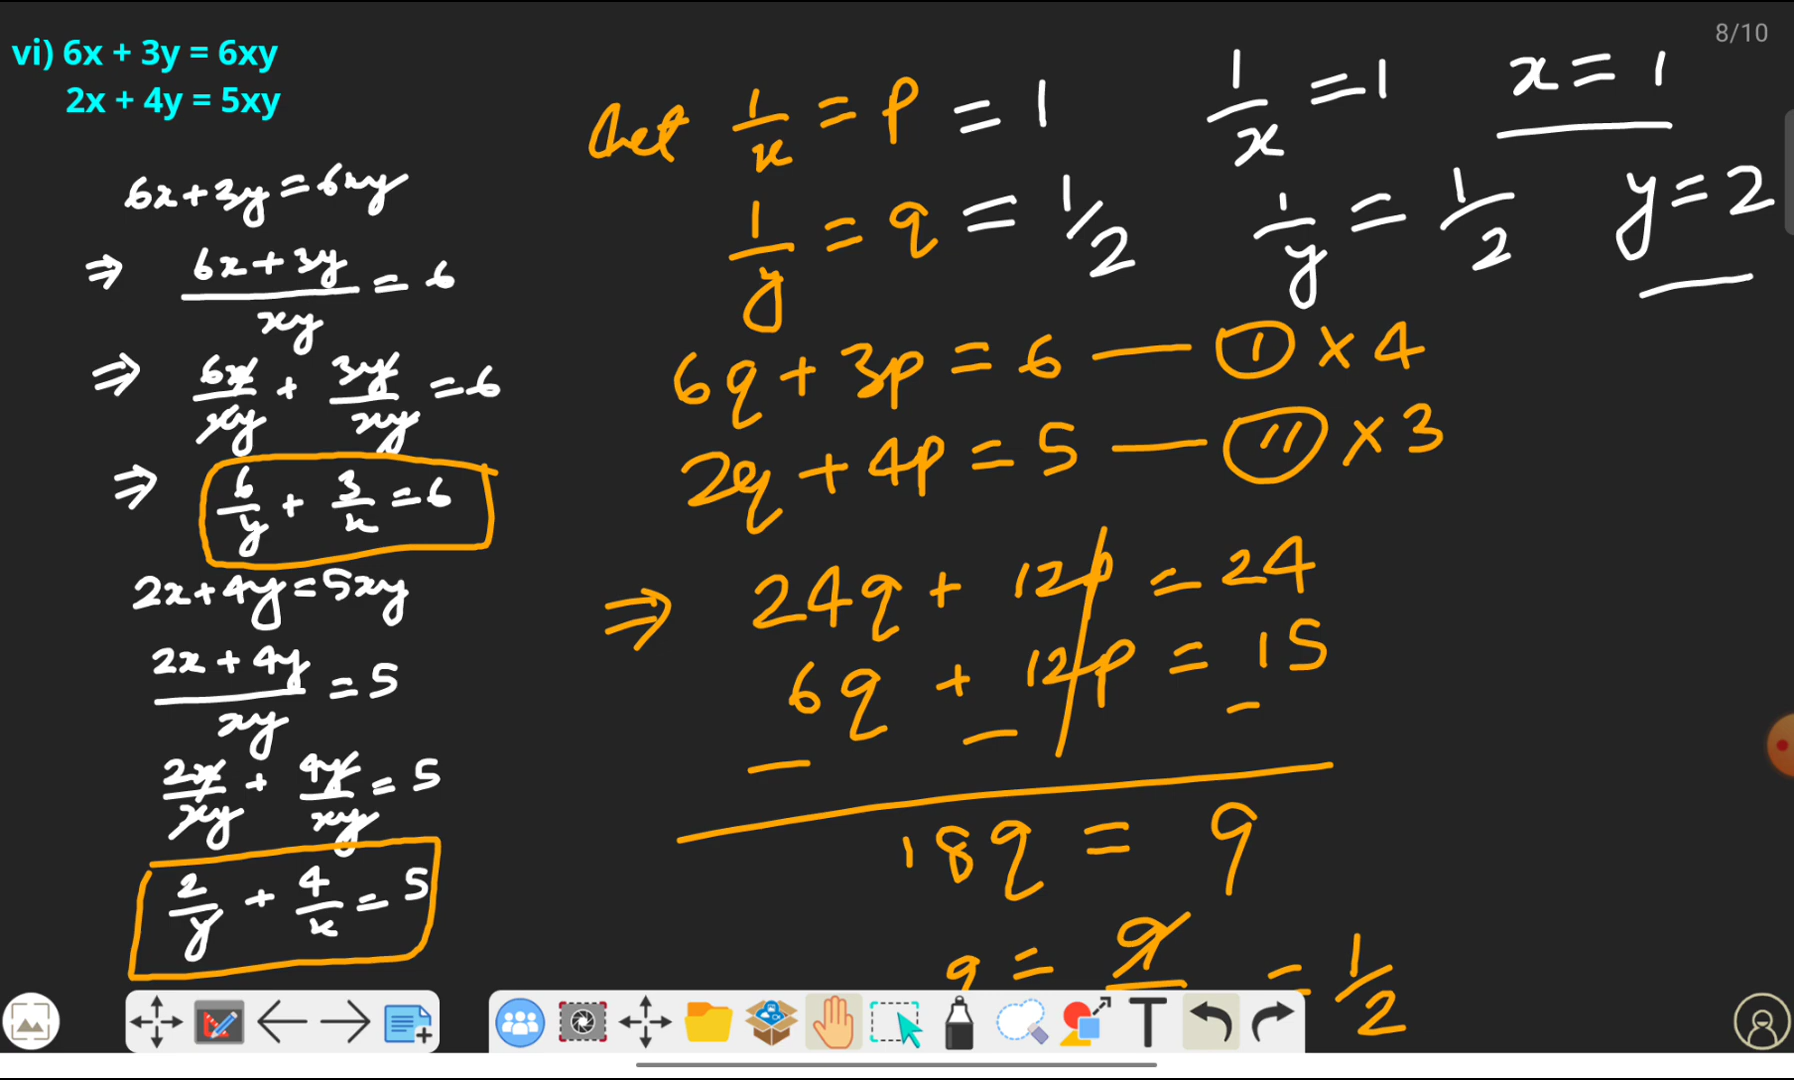 vi) 6x + 3y = 6xy
2x + 4y = 5xy
8/10
6x+3y=6xy
⇒ (6x+3y)/xy = 6
⇒ 6x/xy + 3y/xy = 6
⇒ 6/y + 3/x = 6
2x+4y=5xy
(2x+4y)/xy = 5
2x/xy + 4y/xy = 5
2/y + 4/x = 5
Let 1/x = p = 1
1/x = 1
x = 1
1/y = q = 1/2
1/y = 1/2
y = 2
6q + 3p = 6 — ① × 4
2q + 4p = 5 — (11) × 3
⇒ 24q + 12p = 24
6q + 12p = 15
− − −
18q = 9
q = 9 = 1/2
T